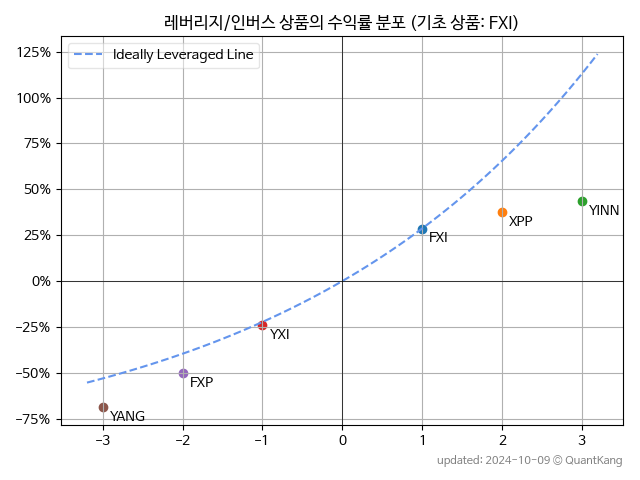 레버리지/인버스 상품의 수익률 분포 (기초 상품: FXI)
Ideally Leveraged Line
125%
100%
75%
50%
25%
0%
-25%
-50%
-75%
YINN
XPP
FXI
YXI
FXP
YANG
-3 -2 -1 0 1 2 3
updated: 2024-10-09 © QuantKang